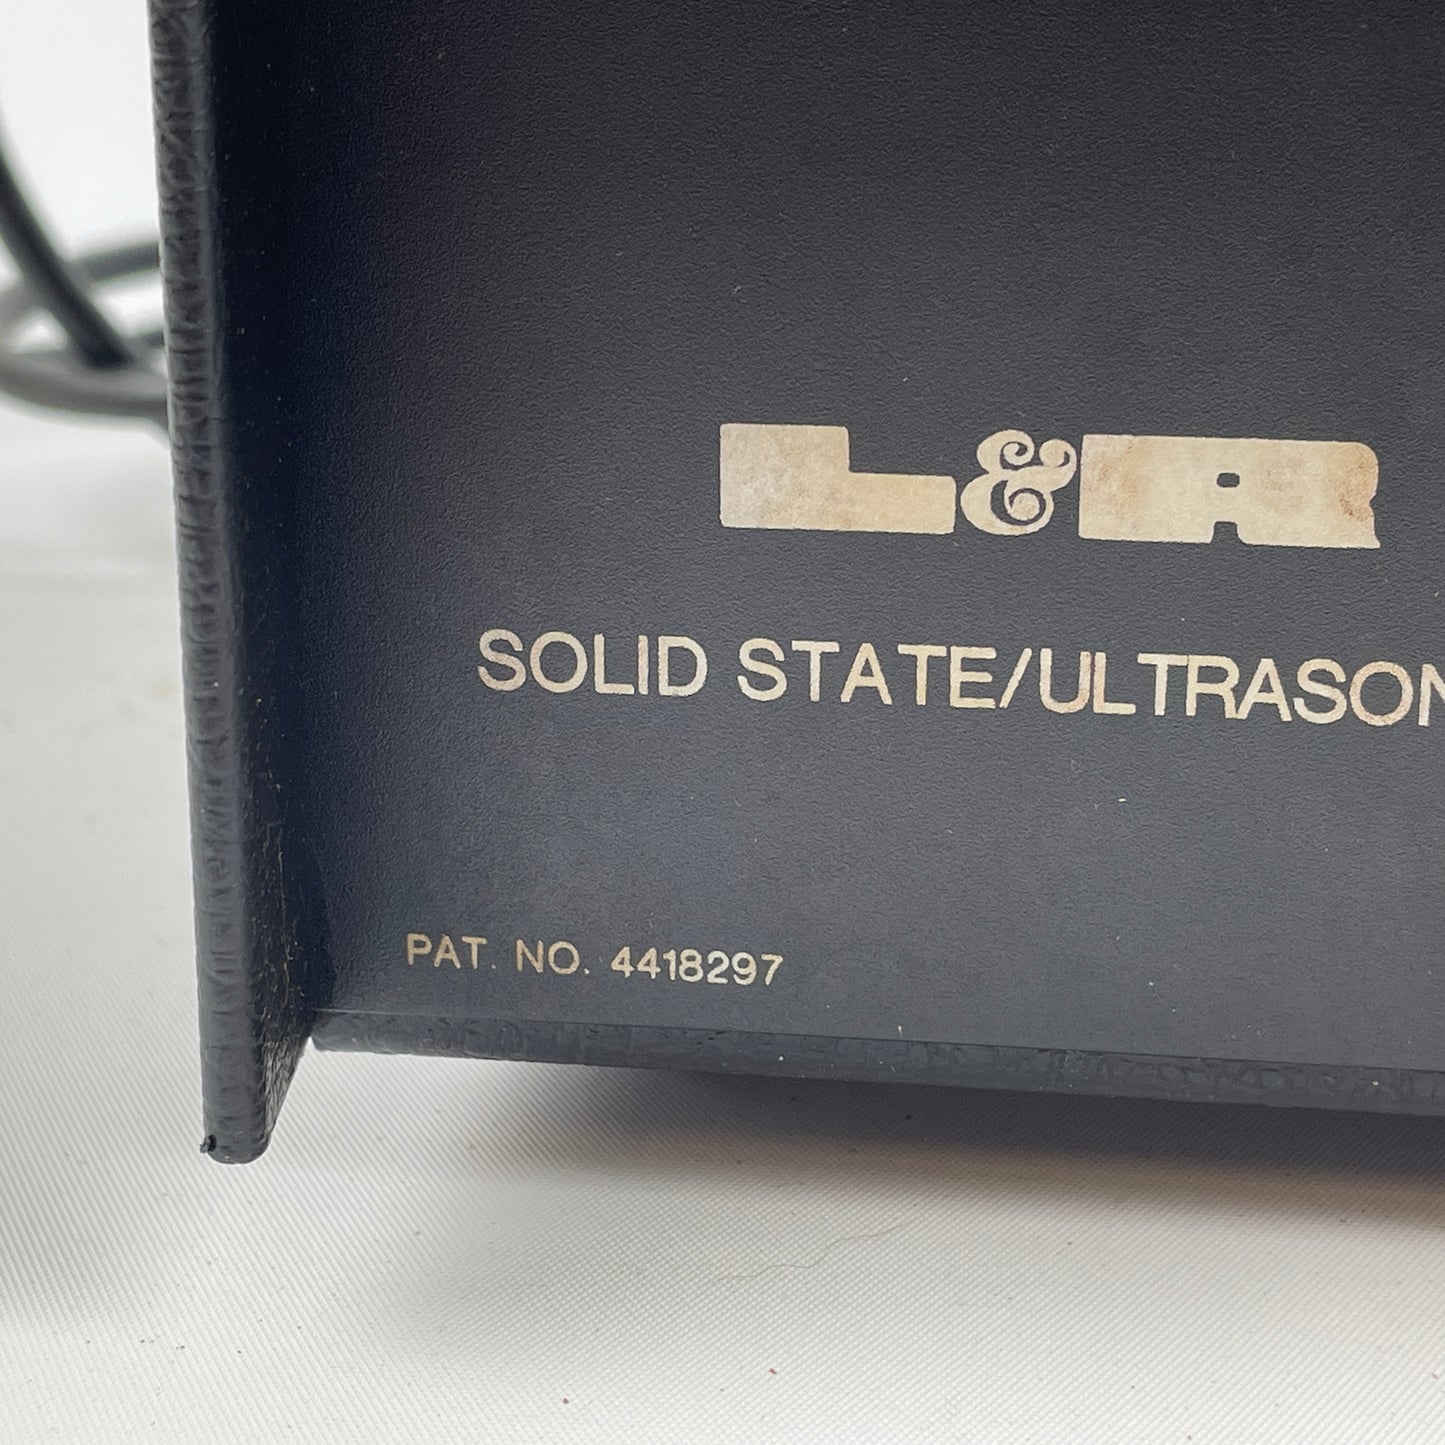 L&R
SOLID STATE/ULTRASON
PAT. NO. 4418297